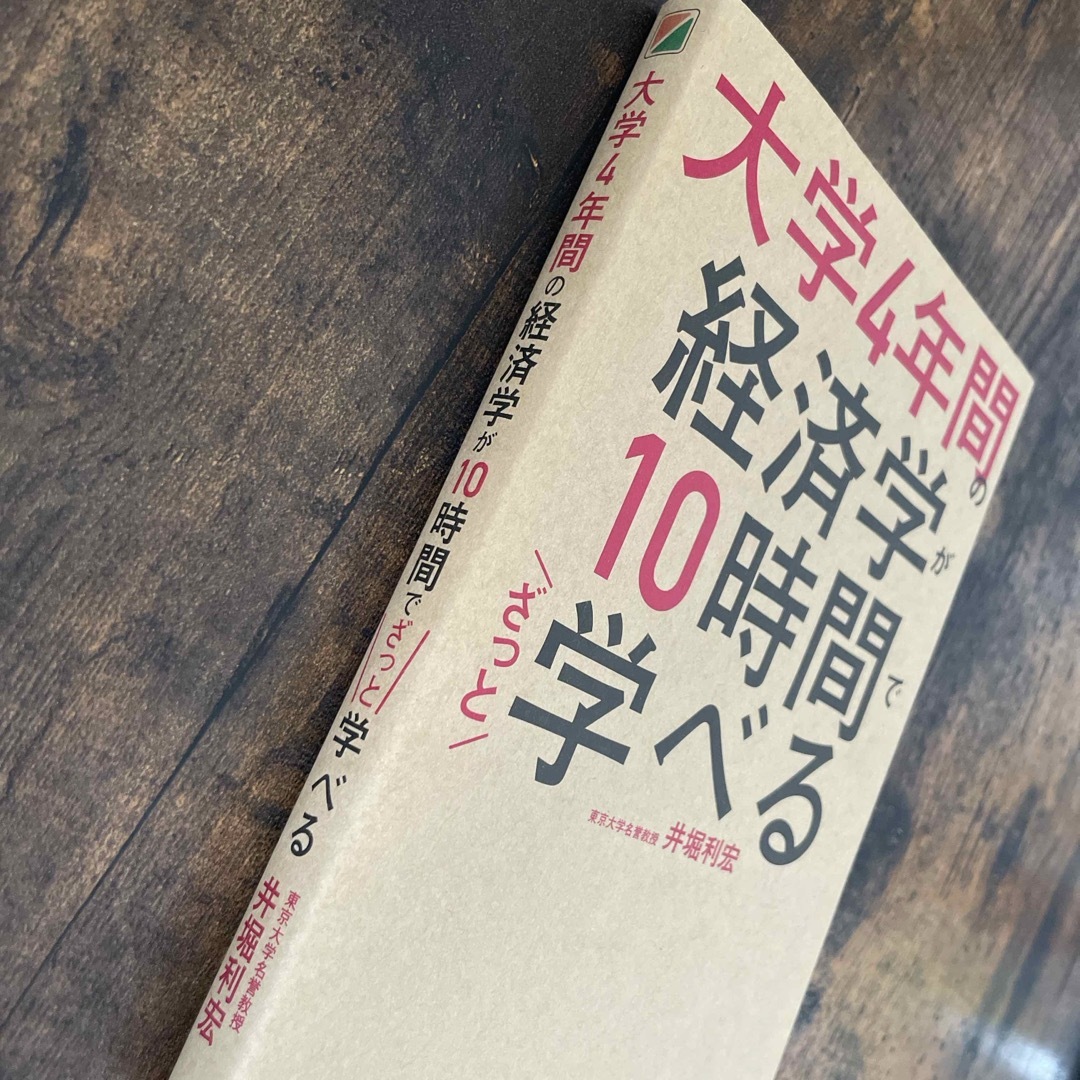 大学4年間の
経済学が
10時間で
ざっと
学べる
東京大学名誉教授 井堀利宏
大学4年間の経済学が10時間でざっと学べる
東京大学名誉教授
井堀利宏